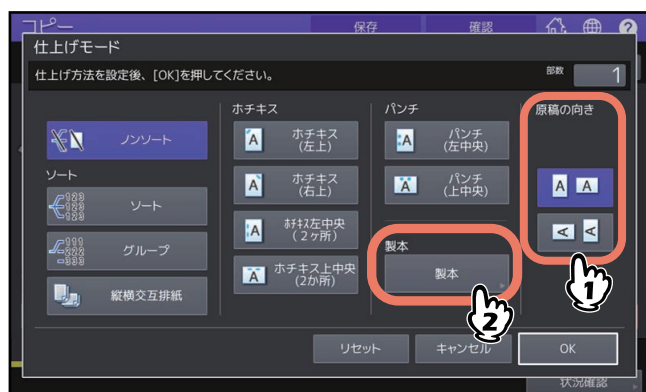 コピー
保存
確認
?
仕上げモード
仕上げ方法を設定後、[OK]を押してください。
部数
1
ホチキス
パンチ
原稿の向き
ノンソート
ホチキス
(左上)
パンチ
(左中央)
A A
ソート
ホチキス
(右上)
パンチ
(上中央)
ソート
ホチキス左中央
(2ヶ所)
グループ
製本
縦横交互排紙
ホチキス上中央
(2か所)
製本
1
2
リセット
キャンセル
OK
状況確認